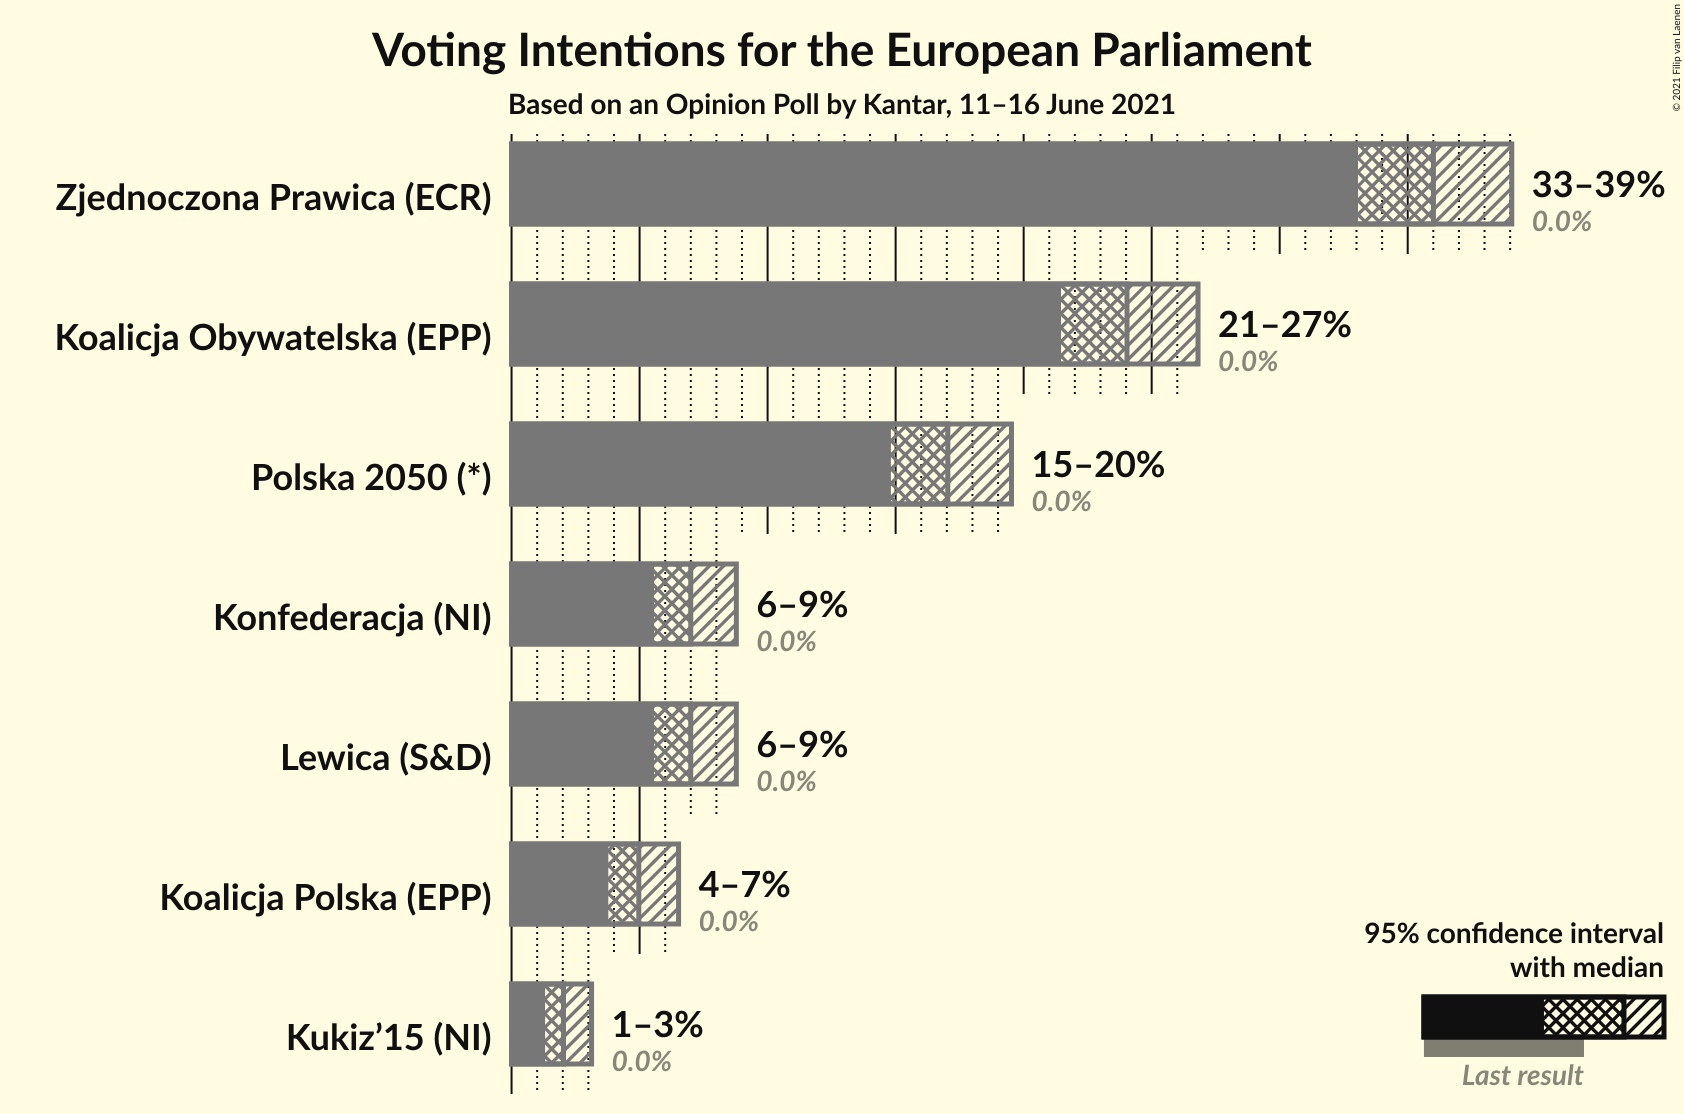 Voting Intentions for the European Parliament
Based on an Opinion Poll by Kantar, 11–16 June 2021
© 2021 Filip van Laenen
Zjednoczona Prawica (ECR)
33–39%
0.0%
Koalicja Obywatelska (EPP)
21–27%
0.0%
Polska 2050 (*)
15–20%
0.0%
Konfederacja (NI)
6–9%
0.0%
Lewica (S&D)
6–9%
0.0%
Koalicja Polska (EPP)
4–7%
0.0%
Kukiz’15 (NI)
1–3%
0.0%
95% confidence interval
with median
Last result